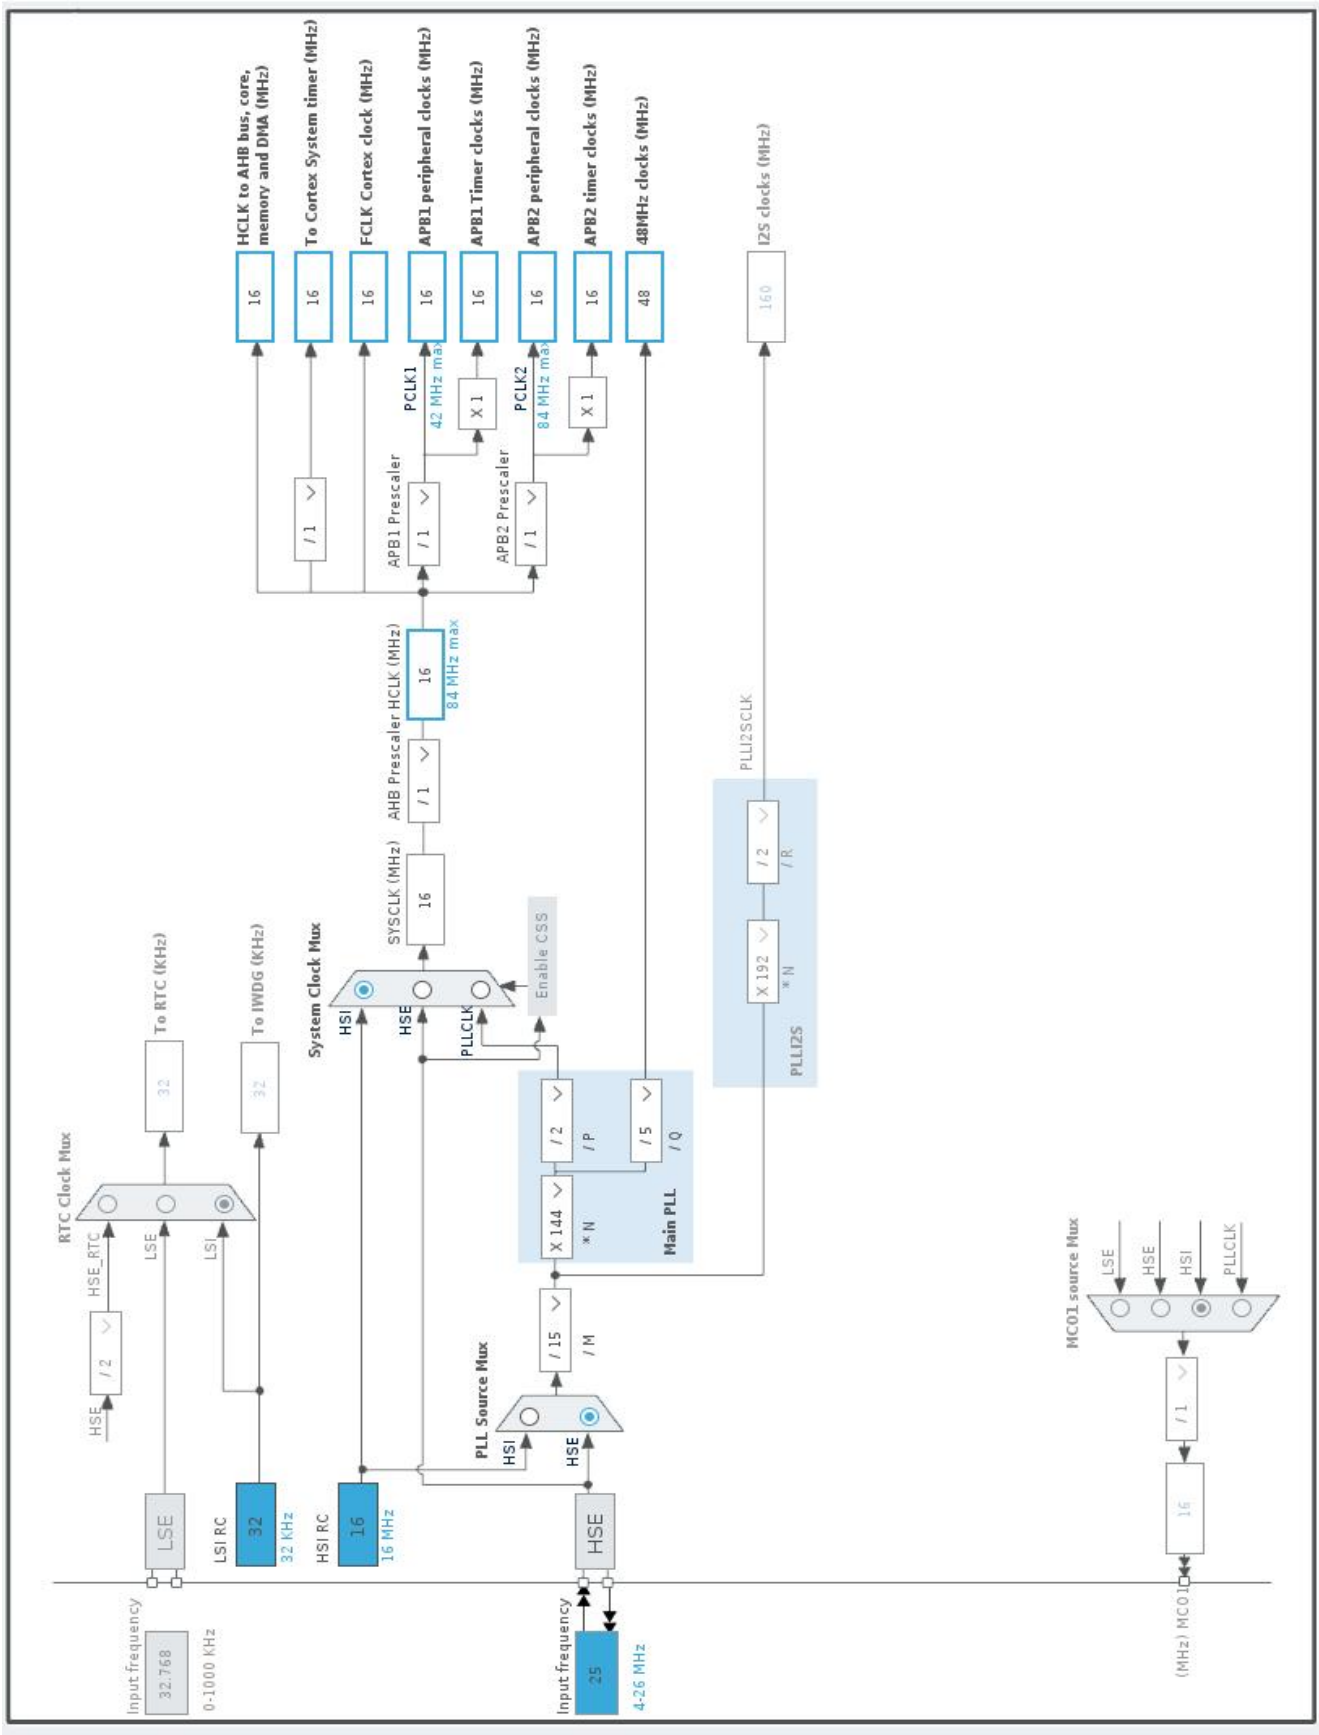 RTC Clock Mux
HSE
/ 2
HSE_RTC
LSE
LSI
32
To RTC (KHz)
Input frequency
32.768
0-1000 KHz
LSE
LSI RC
32
32 KHz
32
To IWDG (KHz)
HSI RC
16
16 MHz
System Clock Mux
HSI
HSE
PLLCLK
Enable CSS
SYSCLK (MHz)
16
AHB Prescaler
/ 1
HCLK (MHz)
16
84 MHz max
16
HCLK to AHB bus, core,
memory and DMA (MHz)
/ 1
16
To Cortex System timer (MHz)
16
FCLK Cortex clock (MHz)
APB1 Prescaler
/ 1
PCLK1
42 MHz max
16
APB1 peripheral clocks (MHz)
X 1
16
APB1 Timer clocks (MHz)
APB2 Prescaler
/ 1
PCLK2
84 MHz max
16
APB2 peripheral clocks (MHz)
X 1
16
APB2 timer clocks (MHz)
48
48MHz clocks (MHz)
PLL Source Mux
HSI
HSE
Input frequency
25
4-26 MHz
HSE
/ 15
/ M
X 144
* N
/ 2
/ P
/ 5
/ Q
Main PLL
PLLI2S
X 192
* N
/ 2
/ R
PLLI2SCLK
160
I2S clocks (MHz)
MCO1 source Mux
LSE
HSE
HSI
PLLCLK
/ 1
16
(MHz) MCO1